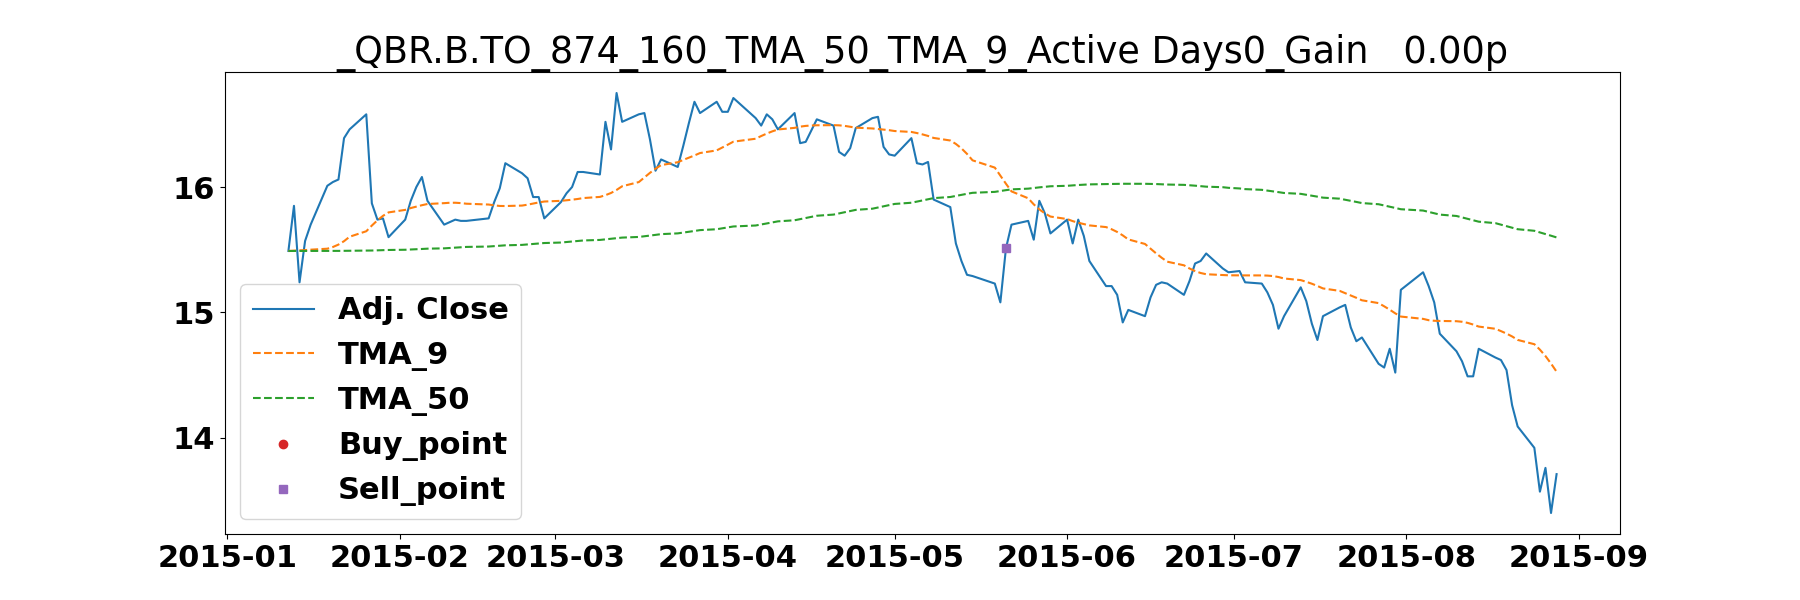 _QBR.B.TO_874_160_TMA_50_TMA_9_Active Days0_Gain   0.00p
16
15
14
Adj. Close
TMA_9
TMA_50
Buy_point
Sell_point
2015-01 2015-02 2015-03 2015-04 2015-05 2015-06 2015-07 2015-08 2015-09